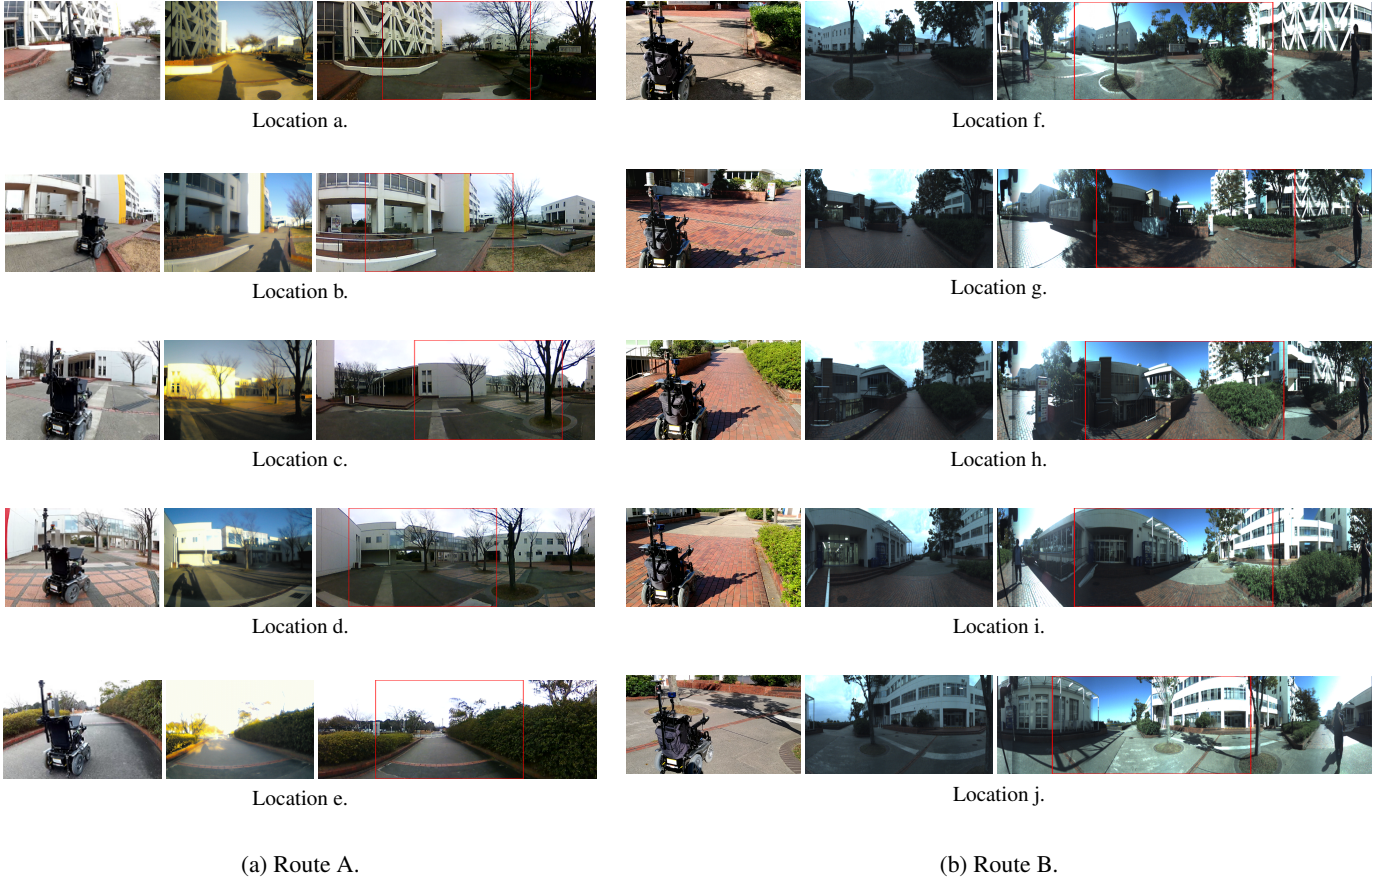 Location a.
Location b.
Location c.
Location d.
Location e.
(a) Route A.
Location f.
Location g.
Location h.
Location i.
Location j.
(b) Route B.